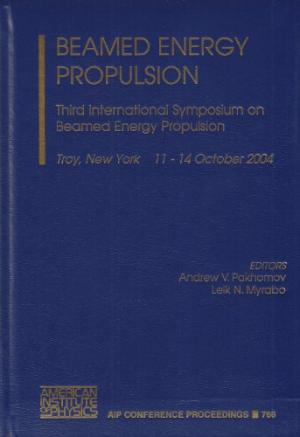 BEAMED ENERGY
PROPULSION
Third International Symposium on
Beamed Energy Propulsion
Troy, New York 11 - 14 October 2004
EDITORS
Andrew V. Pakhomov
Leik N. Myrabo
AMERICAN
INSTITUTE
OF PHYSICS
AIP CONFERENCE PROCEEDINGS ■ 766